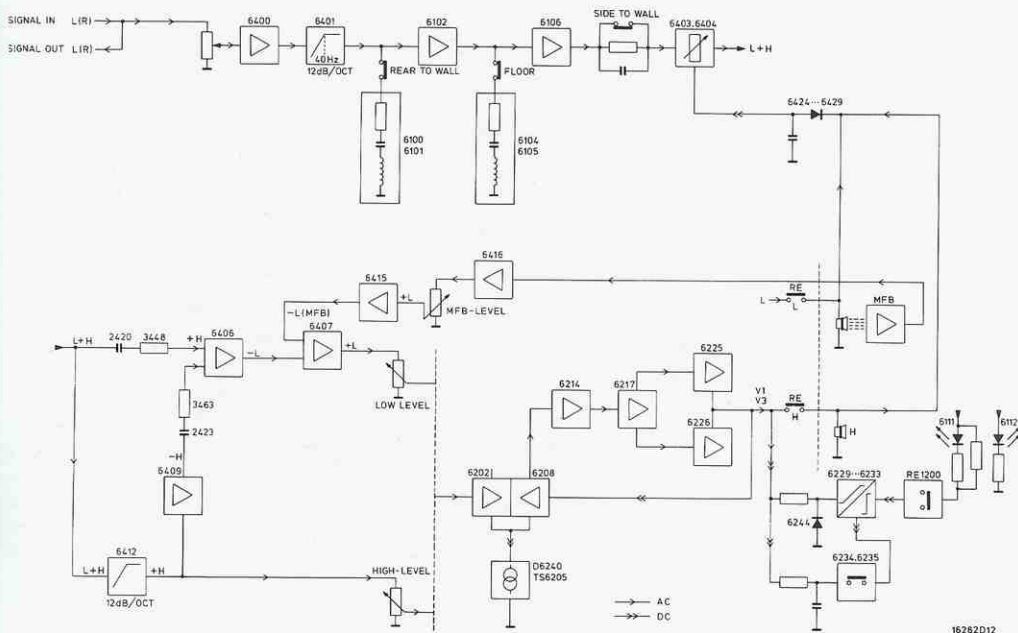 SIGNAL IN L(R)
SIGNAL OUT L(R)
6400
6401
40Hz
12dB/OCT
6102
6106
SIDE TO WALL
6403.6404
L+H
REAR TO WALL
FLOOR
6100
6101
6104
6105
6424···6429
6416
6415
+L
MFB-LEVEL
-L(MFB)
RE
L
L
MFB
L+H
2420
3448
+H
6406
-L
6407
+L
LOW LEVEL
3463
2423
-H
6409
L+H
6412
+H
12dB/OCT
HIGH-LEVEL
6202
6208
6214
6217
6225
6226
V1
V3
RE
H
H
D6240
TS6205
6229···6233
6244
6234.6235
RE1200
6111
6112
AC
DC
16282D12